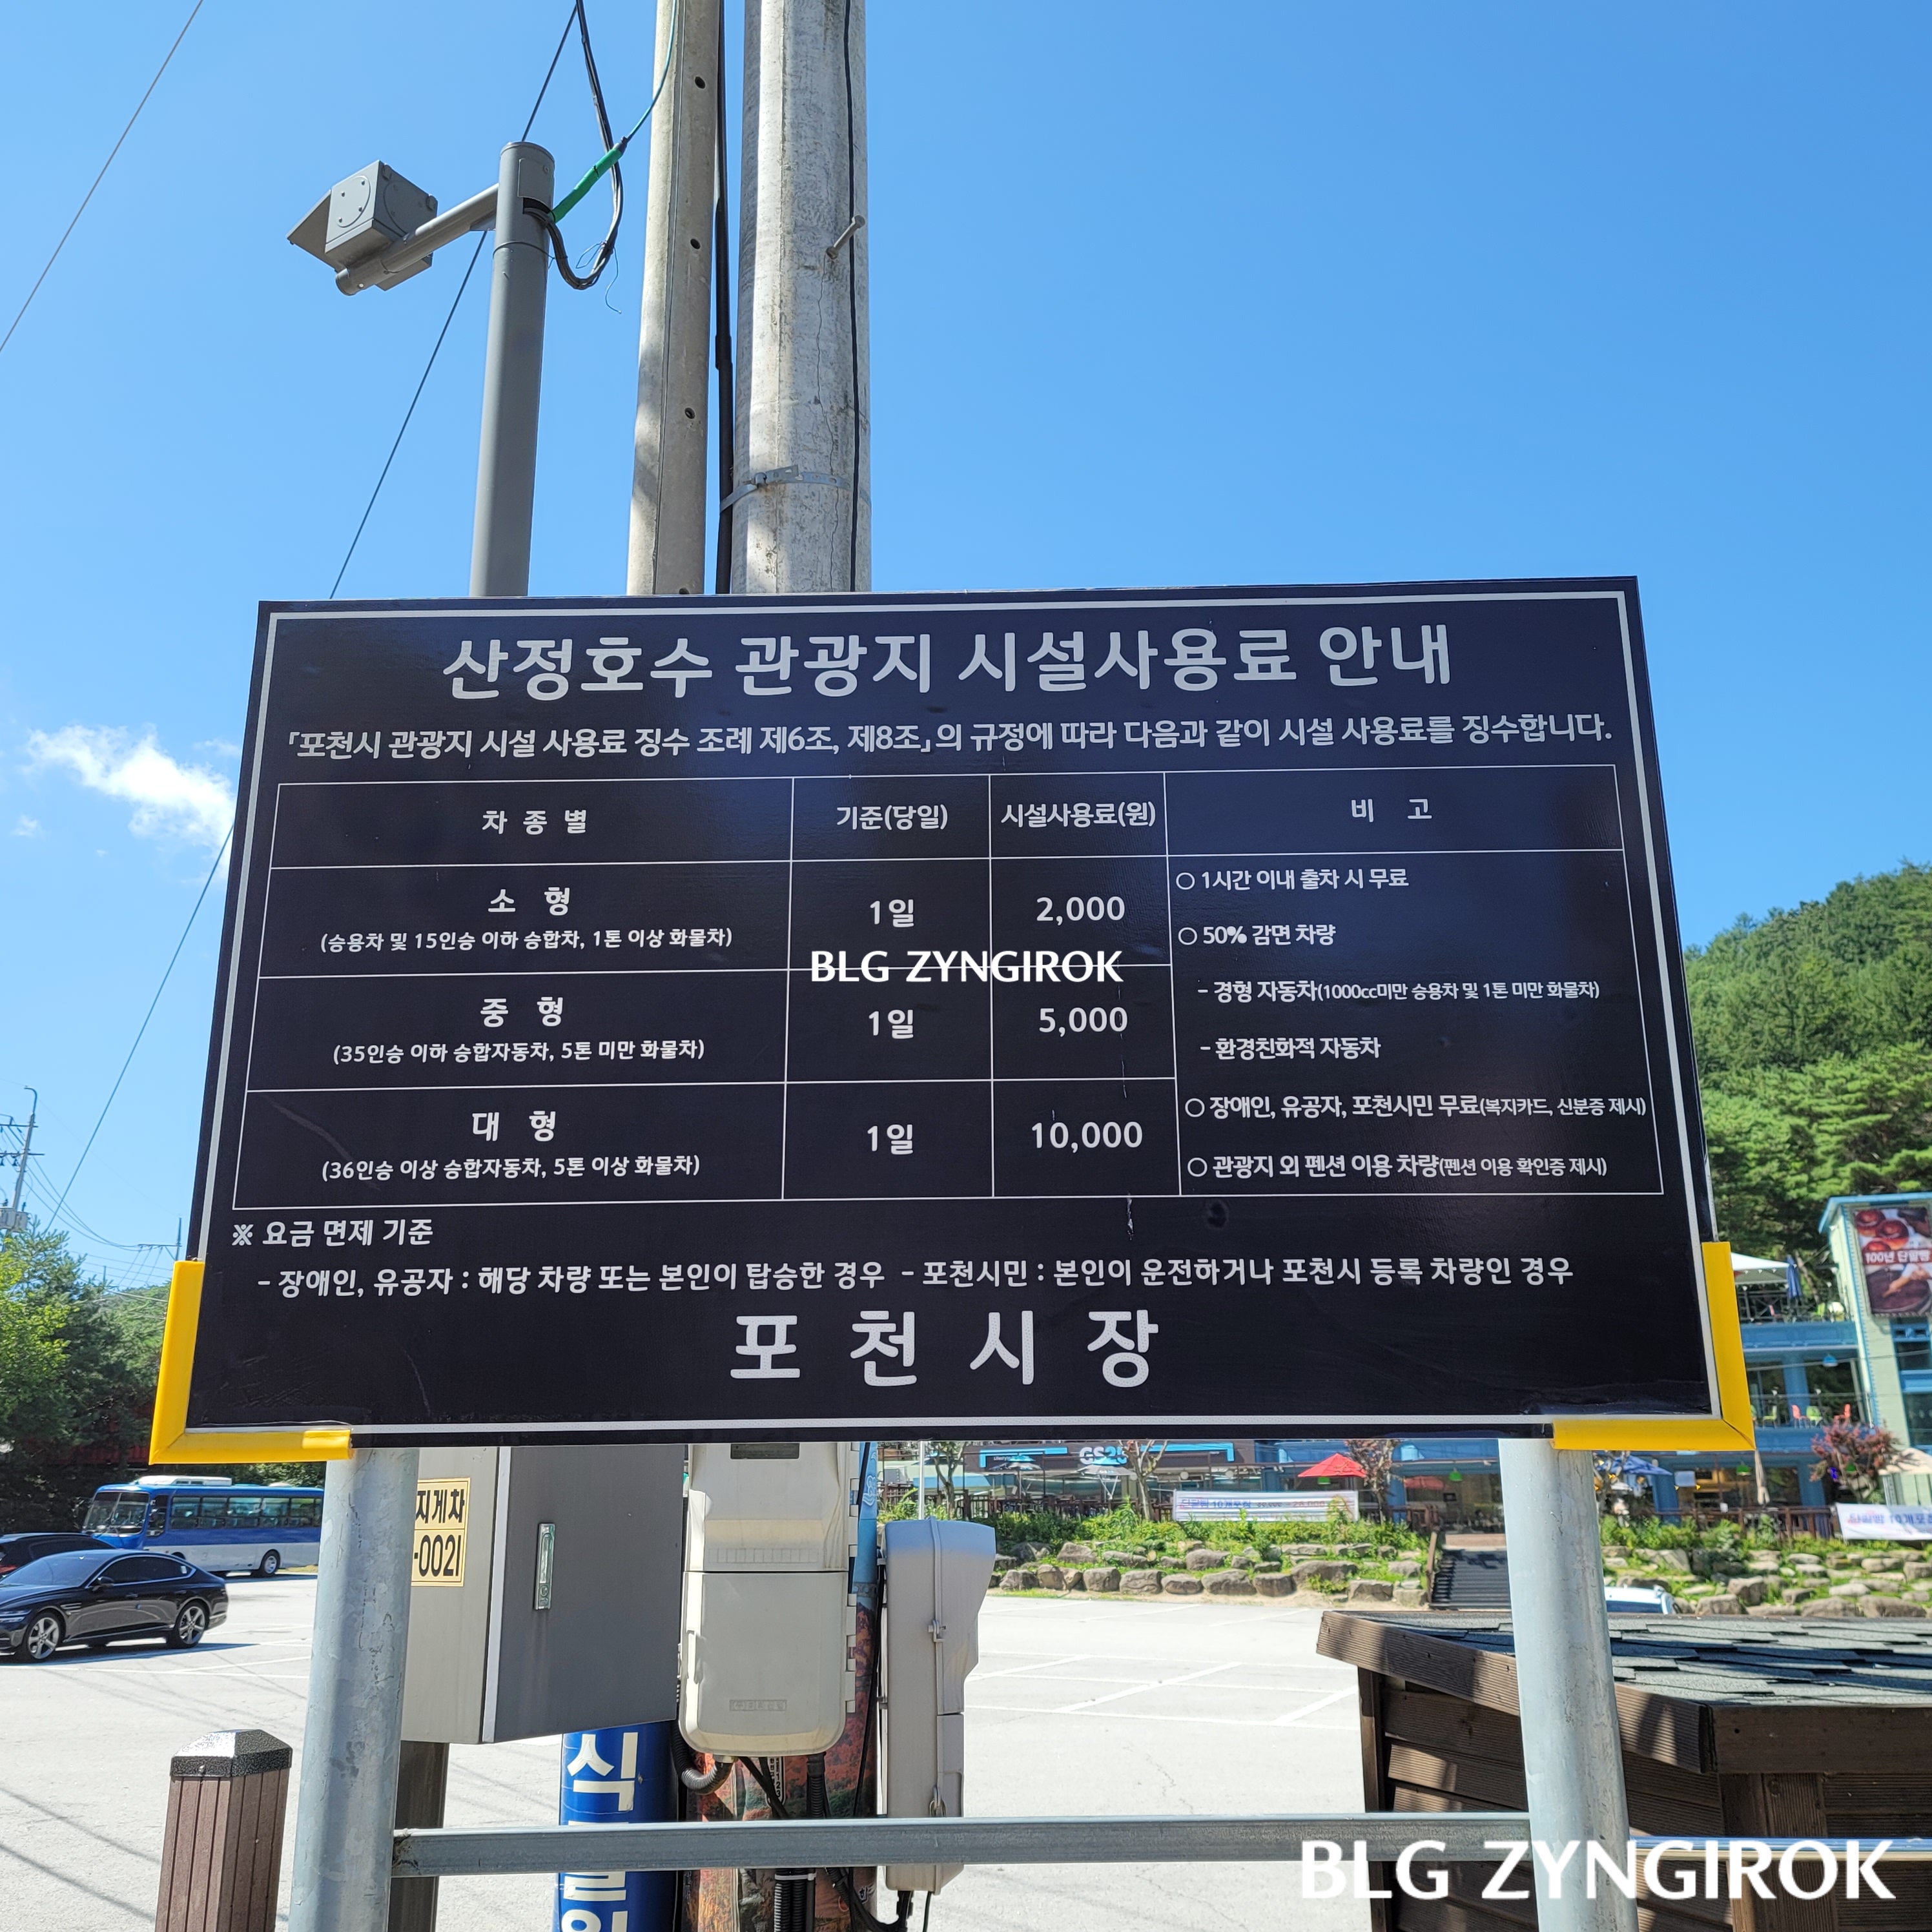 산정호수 관광지 시설사용료 안내
「포천시 관광지 시설 사용료 징수 조례 제6조, 제8조」의 규정에 따라 다음과 같이 시설 사용료를 징수합니다.
차 종 별 기준(당일) 시설사용료(원) 비 고
소 형
(승용차 및 15인승 이하 승합차, 1톤 이상 화물차)
1일 2,000
중 형
(35인승 이하 승합자동차, 5톤 미만 화물차)
1일 5,000
대 형
(36인승 이상 승합자동차, 5톤 이상 화물차)
1일 10,000
○ 1시간 이내 출차 시 무료
○ 50% 감면 차량
- 경형 자동차(1000cc미만 승용차 및 1톤 미만 화물차)
- 환경친화적 자동차
○ 장애인, 유공자, 포천시민 무료(복지카드, 신분증 제시)
○ 관광지 외 펜션 이용 차량(펜션 이용 확인증 제시)
BLG ZYNGIROK
※ 요금 면제 기준
- 장애인, 유공자 : 해당 차량 또는 본인이 탑승한 경우 - 포천시민 : 본인이 운전하거나 포천시 등록 차량인 경우
포 천 시 장
100년 단팥빵
GS25
지게차
-0021
식
BLG ZYNGIROK